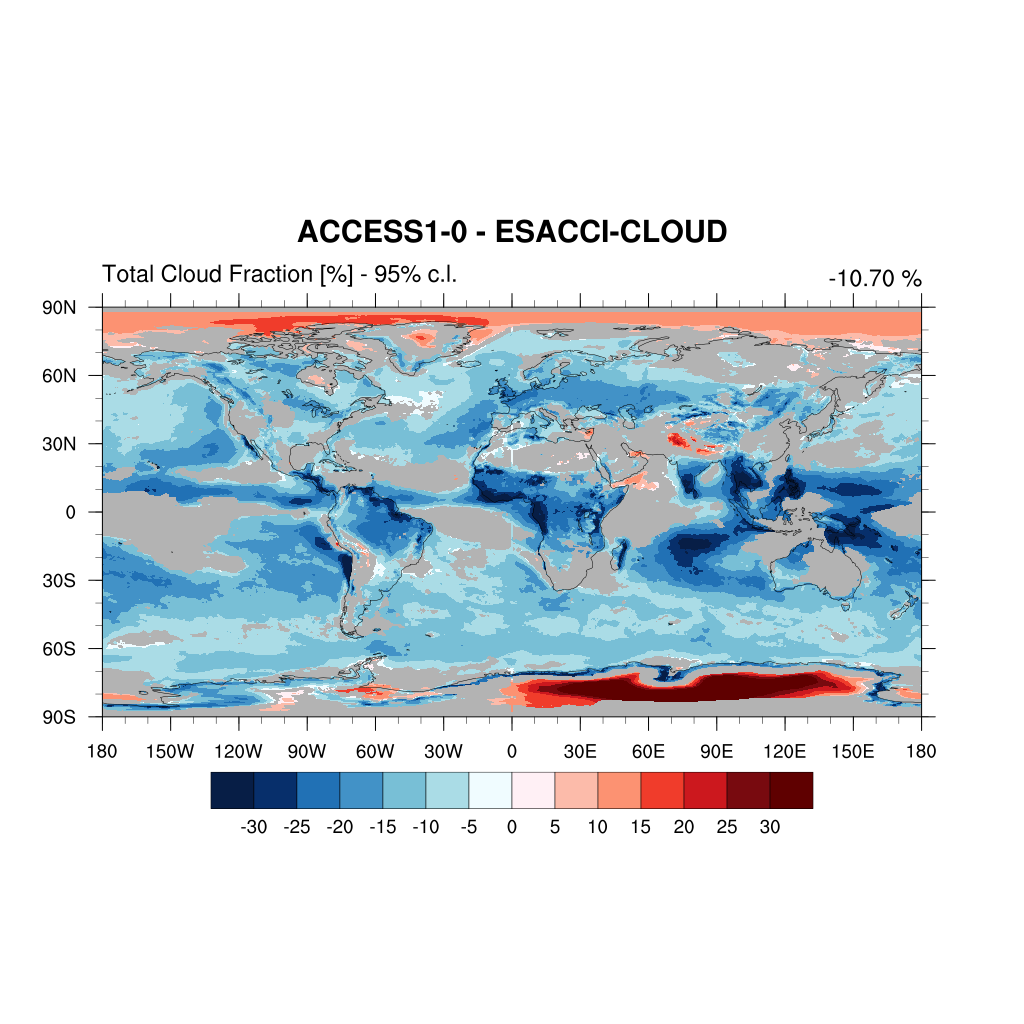 ACCESS1-0 - ESACCI-CLOUD
Total Cloud Fraction [%] - 95% c.l.
-10.70 %
90N
60N
30N
0
30S
60S
90S
180 150W 120W 90W 60W 30W 0 30E 60E 90E 120E 150E 180
-30 -25 -20 -15 -10 -5 0 5 10 15 20 25 30